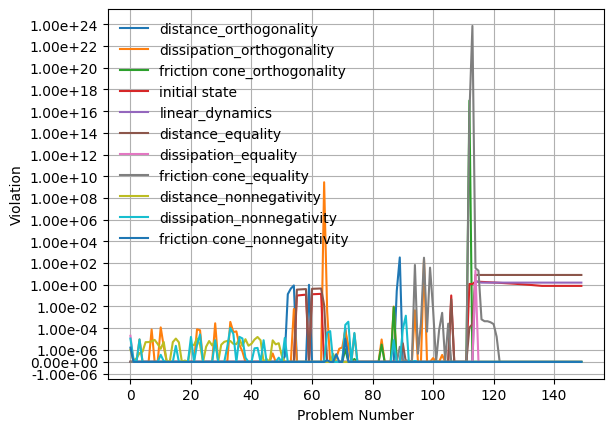 1.00e+24
1.00e+22
1.00e+20
1.00e+18
1.00e+16
1.00e+14
1.00e+12
1.00e+10
1.00e+08
1.00e+06
1.00e+04
1.00e+02
1.00e+00
1.00e-02
1.00e-04
1.00e-06
0.00e+00
-1.00e-06
Violation
distance_orthogonality
dissipation_orthogonality
friction cone_orthogonality
initial state
linear_dynamics
distance_equality
dissipation_equality
friction cone_equality
distance_nonnegativity
dissipation_nonnegativity
friction cone_nonnegativity
0 20 40 60 80 100 120 140
Problem Number